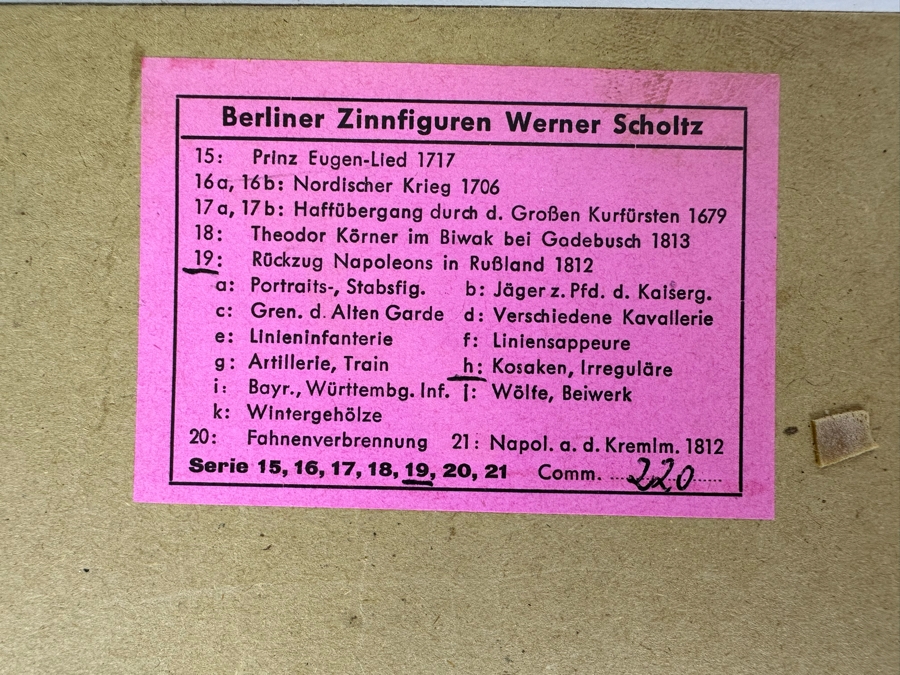 Berliner Zinnfiguren Werner Scholtz
15: Prinz Eugen-Lied 1717
16a, 16b: Nordischer Krieg 1706
17a, 17b: Haffübergang durch d. Großen Kurfürsten 1679
18: Theodor Körner im Biwak bei Gadebusch 1813
19: Rückzug Napoleons in Rußland 1812
a: Portraits-, Stabsfig. b: Jäger z. Pfd. d. Kaiserg.
c: Gren. d. Alten Garde d: Verschiedene Kavallerie
e: Linieninfanterie f: Liniensappeure
g: Artillerie, Train h: Kosaken, Irreguläre
i: Bayr., Württembg. Inf. j: Wölfe, Beiwerk
k: Wintergehölze
20: Fahnenverbrennung 21: Napol. a. d. Kremlm. 1812
Serie 15, 16, 17, 18, 19, 20, 21 Comm. 220